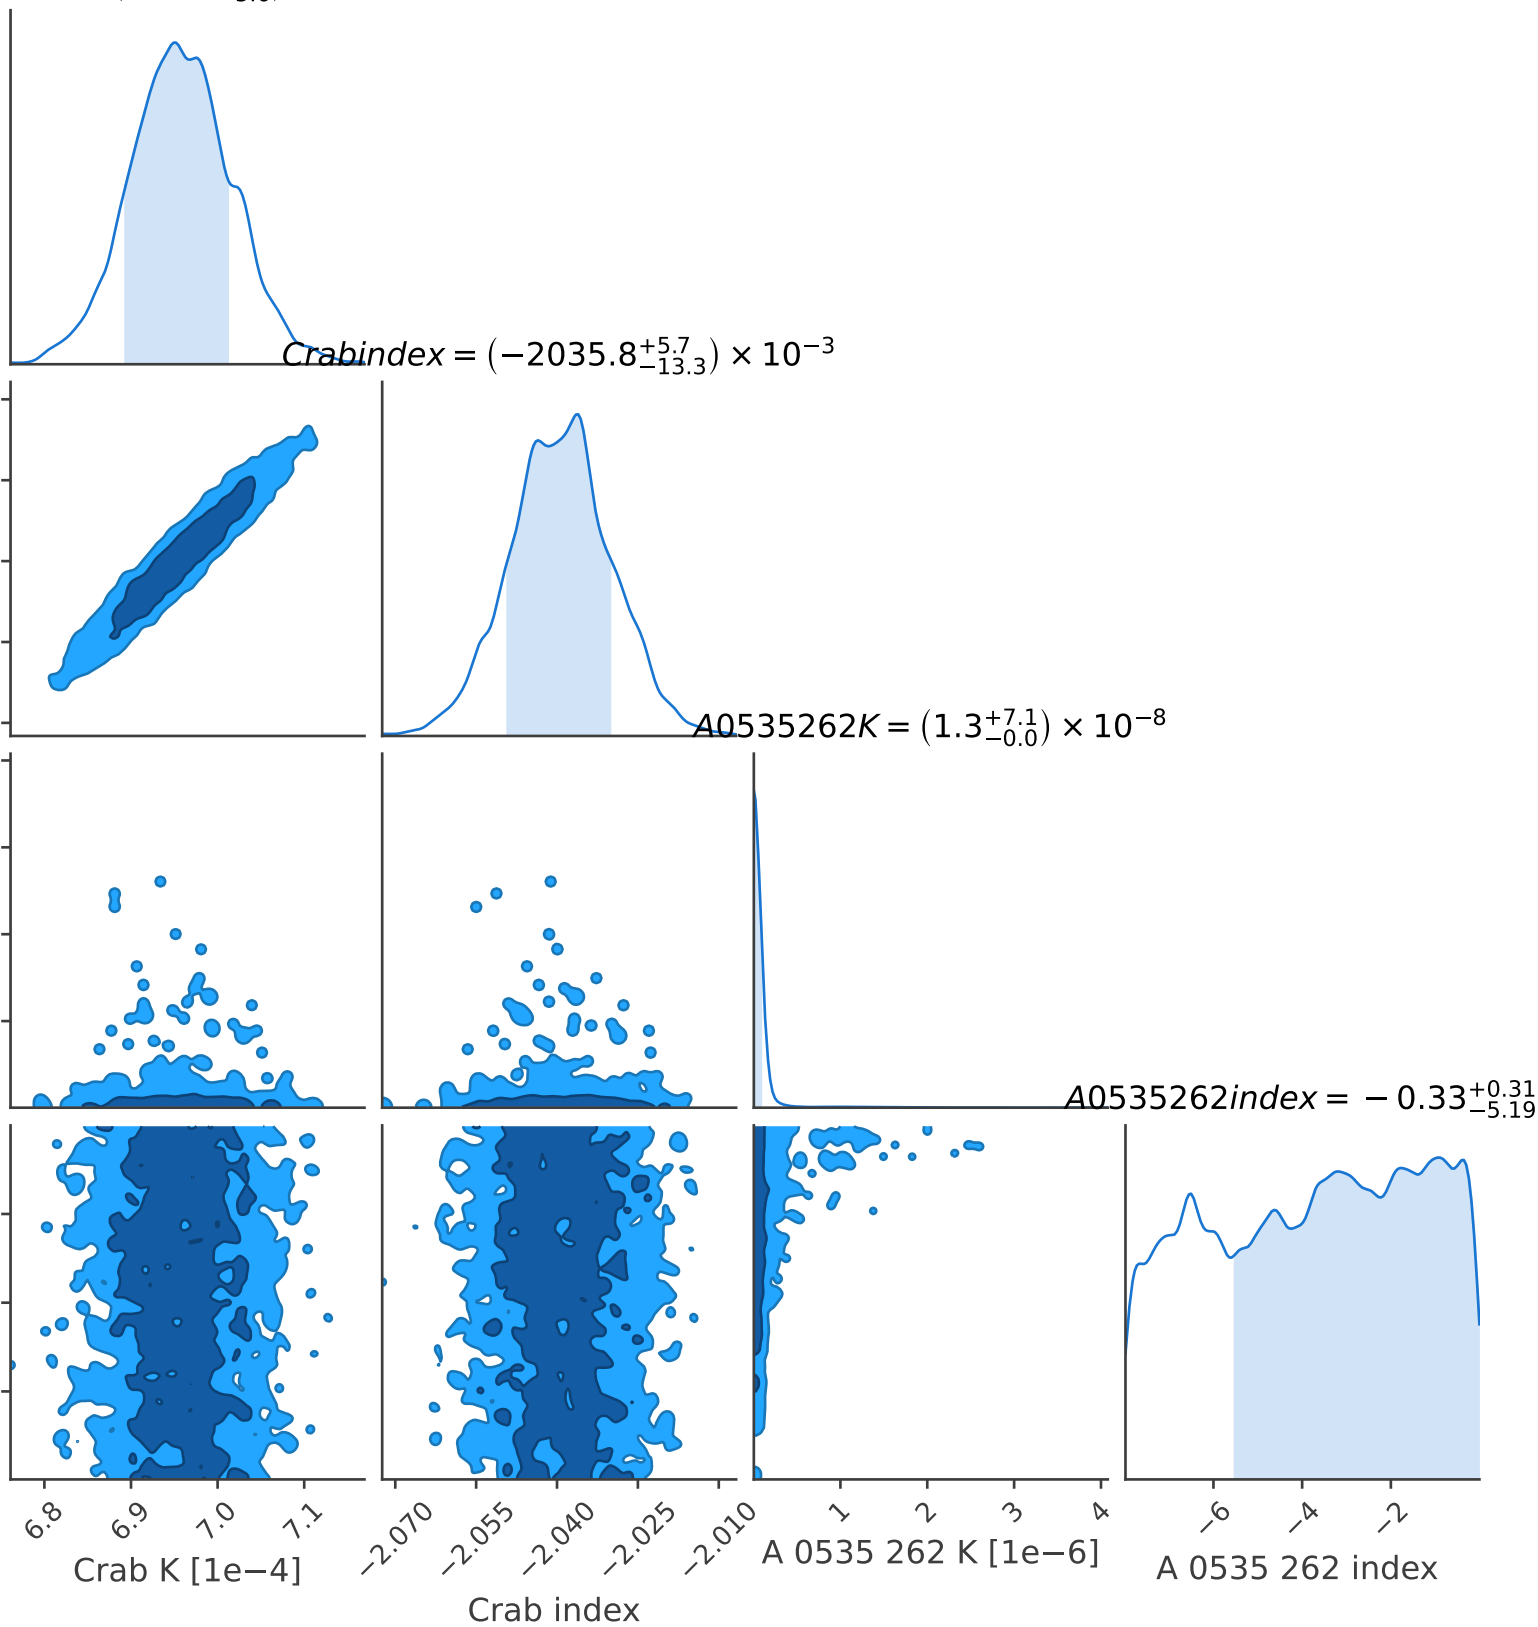 Crabindex = (−2035.8 +5.7 −13.3) × 10−3
A0535262K = (1.3 +7.1 −0.0) × 10−8
A0535262index = −0.33 +0.31 −5.19
6.8 6.9 7.0 7.1 −2.070 −2.055 −2.040 −2.025 −2.010 1 2 3 4 −6 −4 −2
Crab K [1e−4]
Crab index
A 0535 262 K [1e−6]
A 0535 262 index